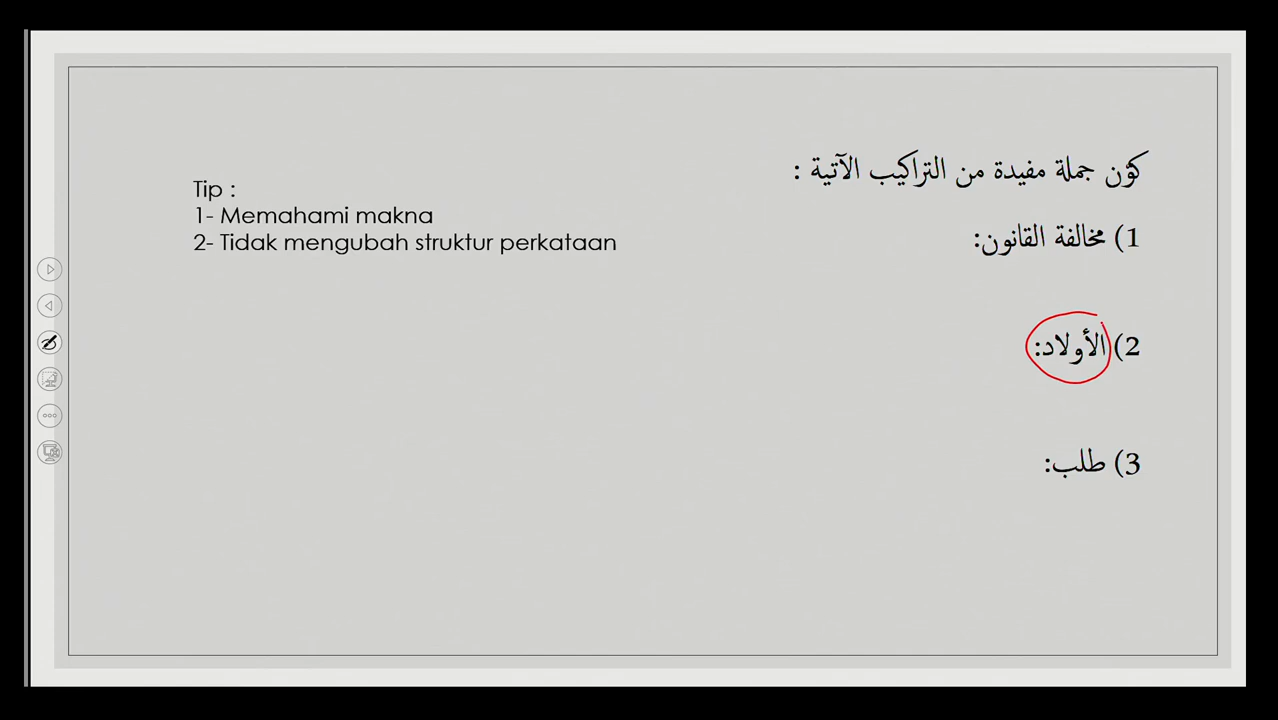 كوّن جملة مفيدة من التراكيب الآتية :
Tip :
1- Memahami makna
2- Tidak mengubah struktur perkataan
1) مخالفة القانون:
2) الأولاد:
3) طلب: